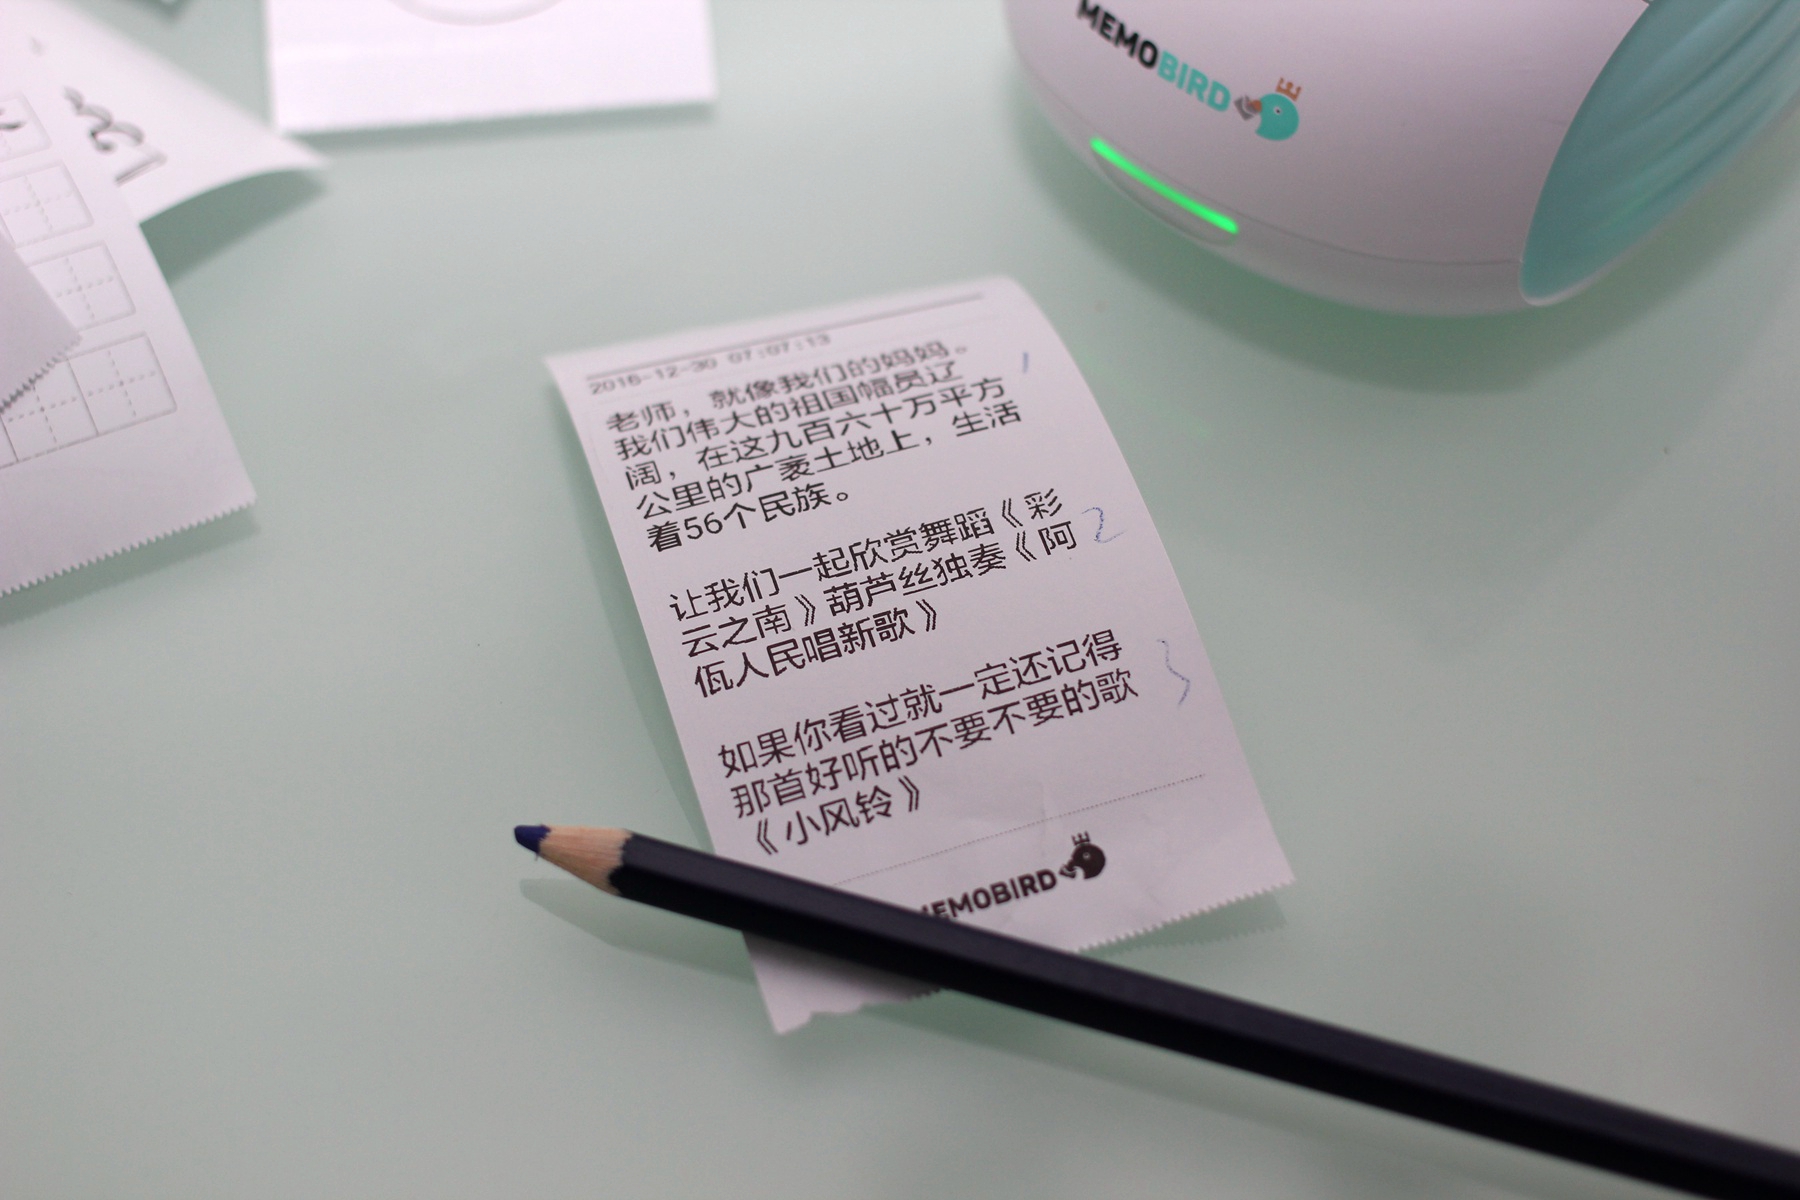 MEMOBIRD
2016-12-30 07:07:13
老师，就像我们的妈妈。
我们伟大的祖国幅员辽
阔，在这九百六十万平方
公里的广袤土地上，生活
着56个民族。
1
让我们一起欣赏舞蹈《彩
云之南》葫芦丝独奏《阿
佤人民唱新歌》
2
如果你看过就一定还记得
那首好听的不要不要的歌
《小风铃》
3
MEMOBIRD